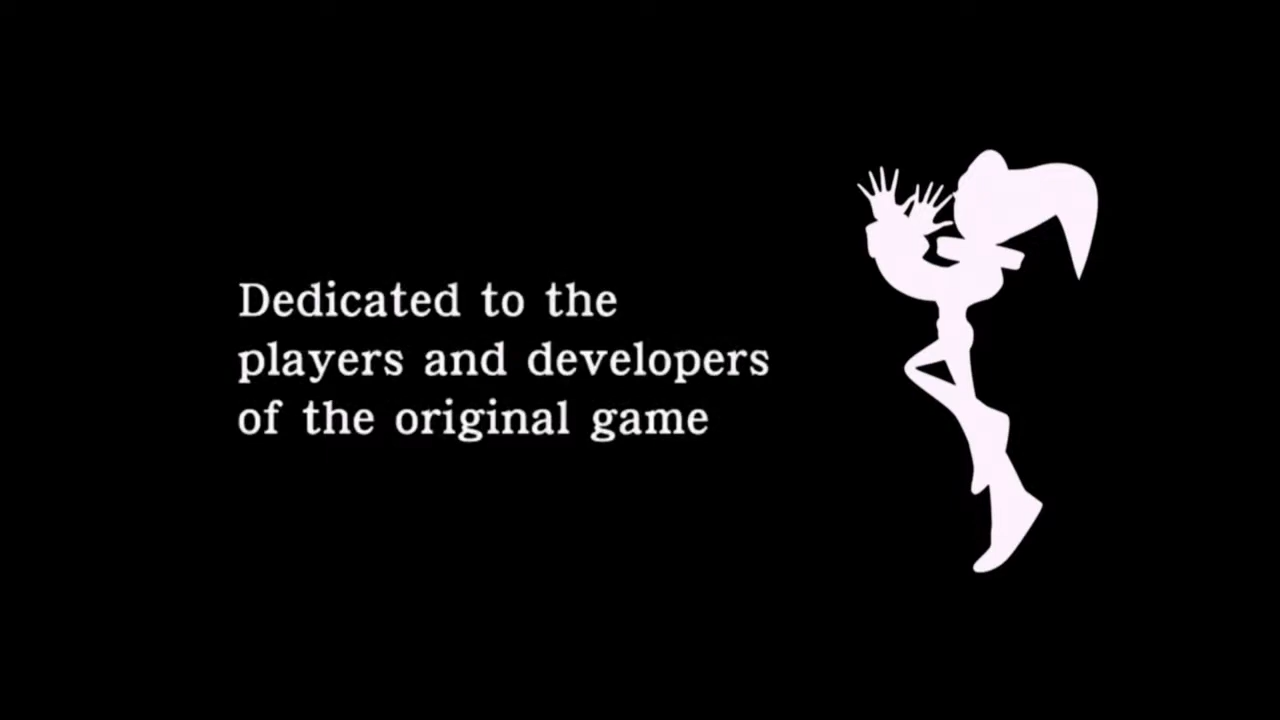 Dedicated to the
players and developers
of the original game